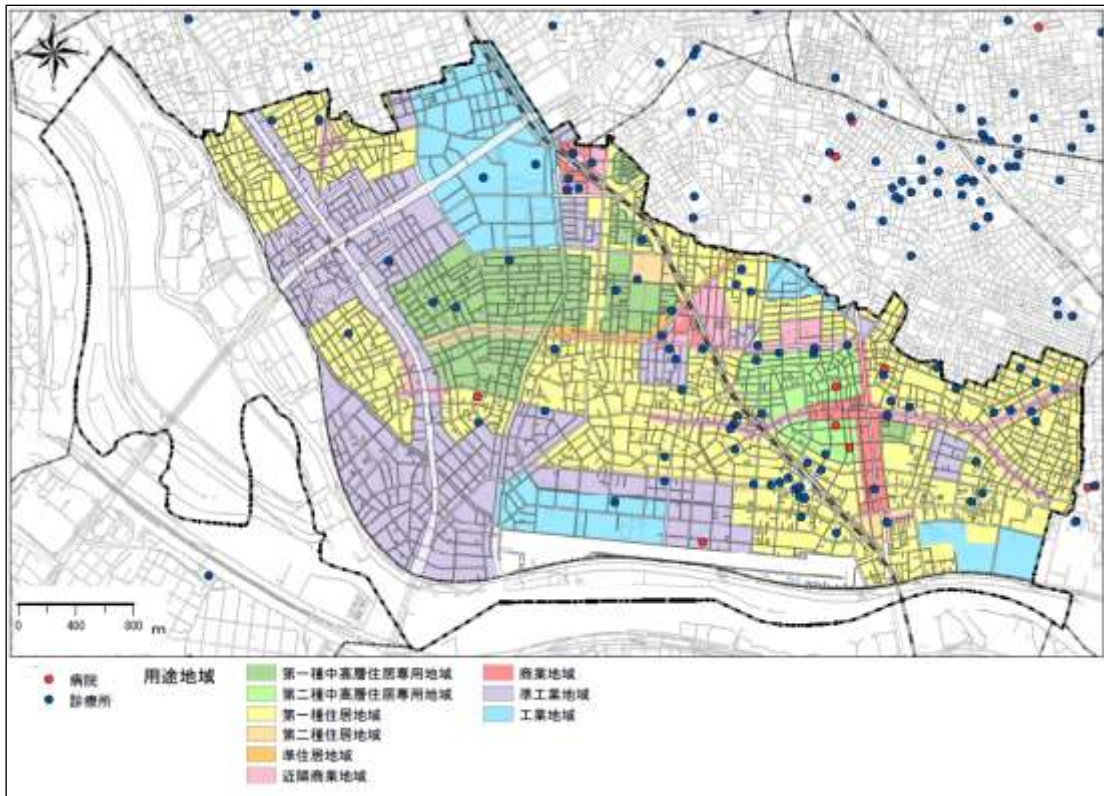 0 400 800 m
用途地域
病院
診療所
第一種中高層住居専用地域
第二種中高層住居専用地域
第一種住居地域
第二種住居地域
準住居地域
近隣商業地域
商業地域
準工業地域
工業地域